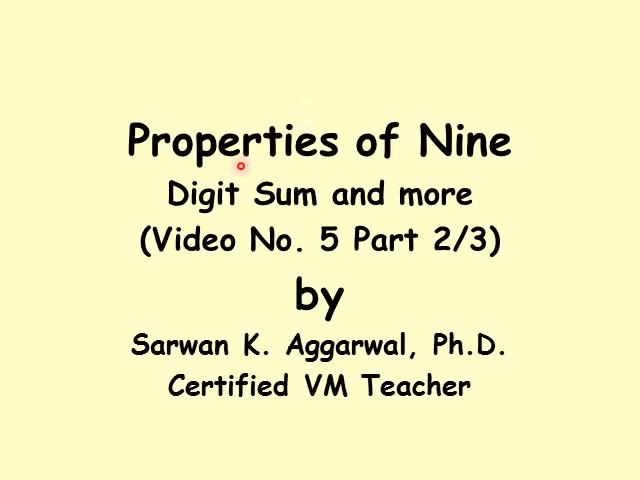 Properties of Nine
Digit Sum and more
(Video No. 5 Part 2/3)
by
Sarwan K. Aggarwal, Ph.D.
Certified VM Teacher